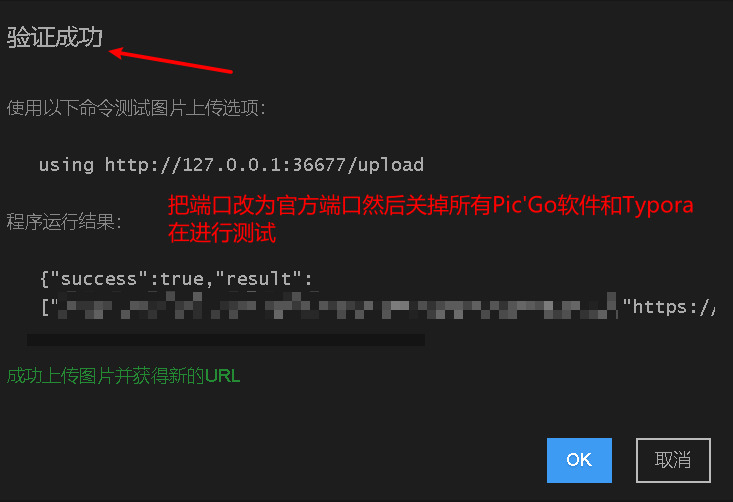 验证成功
使用以下命令测试图片上传选项：
using http://127.0.0.1:36677/upload
把端口改为官方端口然后关掉所有Pic'Go软件和Typora
在进行测试
程序运行结果：
{"success":true,"result":
["
"https:/
成功上传图片并获得新的URL
OK
取消